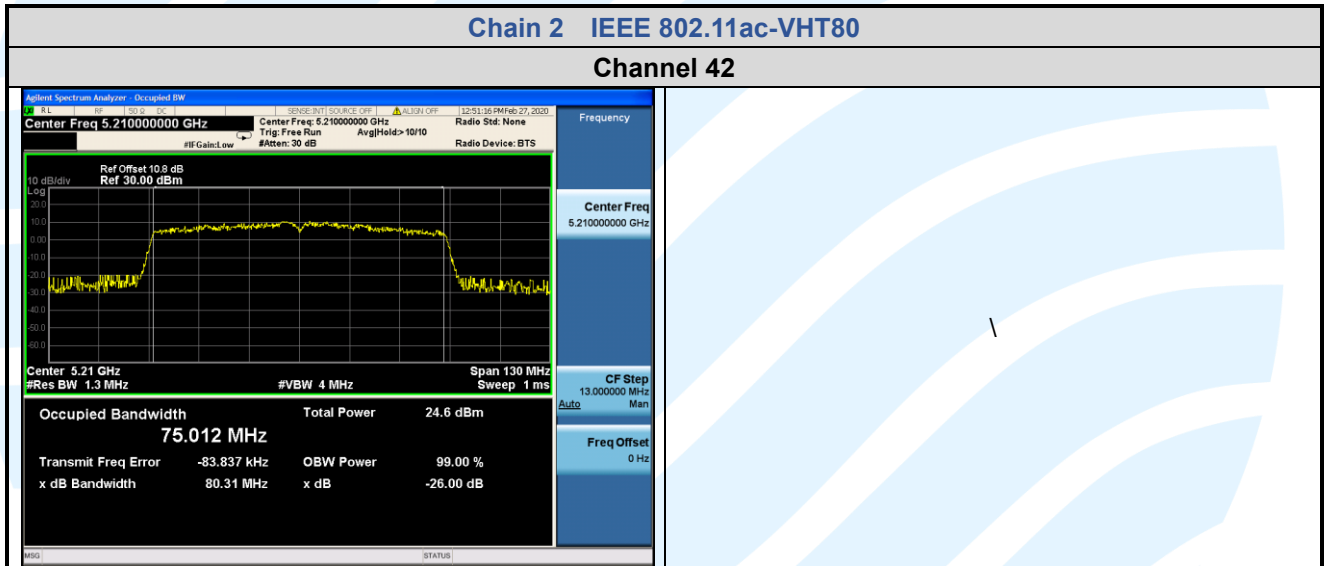 Chain 2 IEEE 802.11ac-VHT80
Channel 42
Agilent Spectrum Analyzer - Occupied BW
RL RF 50 Ω DC SENSE:INT SOURCE OFF ALIGN OFF 12:51:16 PM Feb 27, 2020
Center Freq 5.210000000 GHz
Center Freq: 5.210000000 GHz
Radio Std: None
Trig: Free Run Avg|Hold:> 10/10
#IFGain:Low #Atten: 30 dB Radio Device: BTS
Frequency
Ref Offset 10.8 dB
10 dB/div Ref 30.00 dBm
Log
20.0
10.0
0.00
-10.0
-20.0
-30.0
-40.0
-50.0
-60.0
Center 5.21 GHz Span 130 MHz
#Res BW 1.3 MHz #VBW 4 MHz Sweep 1 ms
Center Freq
5.210000000 GHz
CF Step
13.000000 MHz
Auto Man
Freq Offset
0 Hz
Occupied Bandwidth Total Power 24.6 dBm
75.012 MHz
Transmit Freq Error -83.837 kHz OBW Power 99.00 %
x dB Bandwidth 80.31 MHz x dB -26.00 dB
MSG STATUS
\